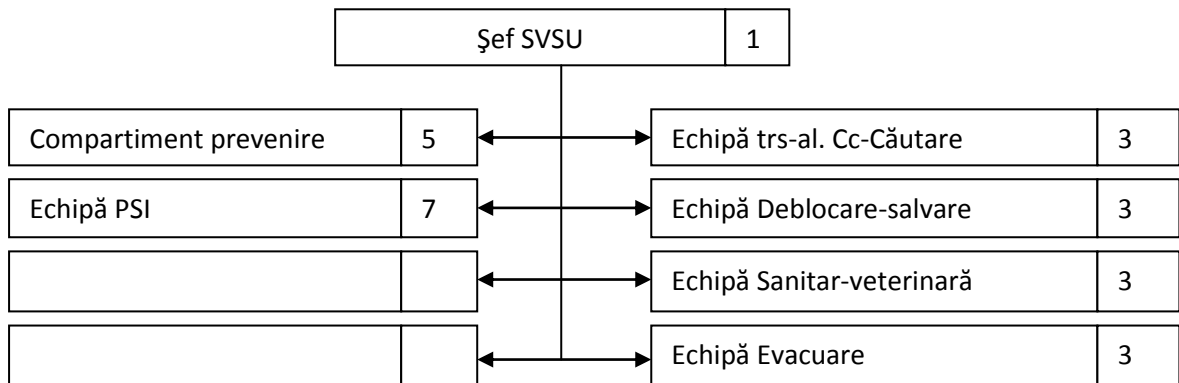 Şef SVSU 1
Compartiment prevenire 5
Echipă trs-al. Cc-Căutare 3
Echipă PSI 7
Echipă Deblocare-salvare 3
Echipă Sanitar-veterinară 3
Echipă Evacuare 3